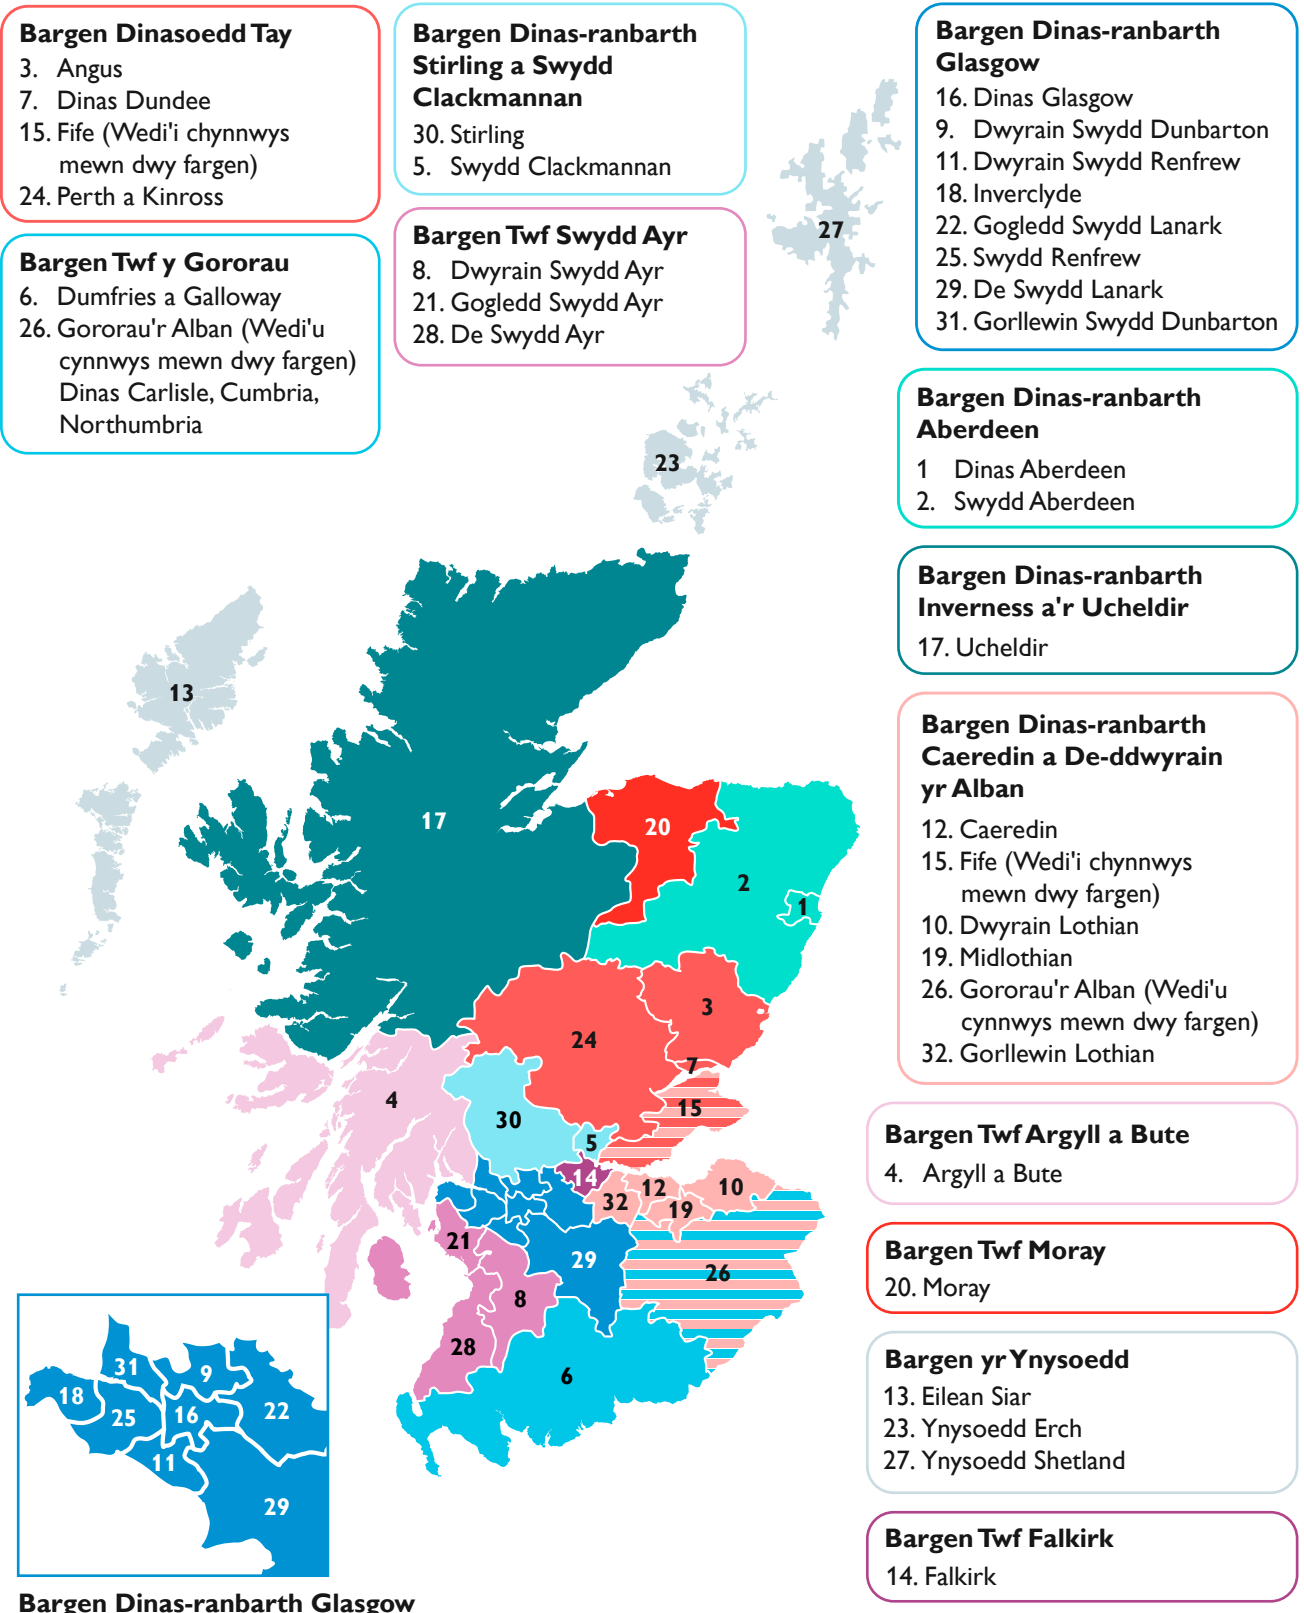 Bargen Dinasoedd Tay
3. Angus
7. Dinas Dundee
15. Fife (Wedi'i chynnwys
mewn dwy fargen)
24. Perth a Kinross
Bargen Twf y Gororau
6. Dumfries a Galloway
26. Gororau'r Alban (Wedi'u
cynnwys mewn dwy fargen)
Dinas Carlisle, Cumbria,
Northumbria
Bargen Dinas-ranbarth
Stirling a Swydd
Clackmannan
30. Stirling
5. Swydd Clackmannan
Bargen Twf Swydd Ayr
8. Dwyrain Swydd Ayr
21. Gogledd Swydd Ayr
28. De Swydd Ayr
Bargen Dinas-ranbarth
Glasgow
16. Dinas Glasgow
9. Dwyrain Swydd Dunbarton
11. Dwyrain Swydd Renfrew
18. Inverclyde
22. Gogledd Swydd Lanark
25. Swydd Renfrew
29. De Swydd Lanark
31. Gorllewin Swydd Dunbarton
Bargen Dinas-ranbarth
Aberdeen
1 Dinas Aberdeen
2. Swydd Aberdeen
Bargen Dinas-ranbarth
Inverness a'r Ucheldir
17. Ucheldir
Bargen Dinas-ranbarth
Caeredin a De-ddwyrain
yr Alban
12. Caeredin
15. Fife (Wedi'i chynnwys
mewn dwy fargen)
10. Dwyrain Lothian
19. Midlothian
26. Gororau'r Alban (Wedi'u
cynnwys mewn dwy fargen)
32. Gorllewin Lothian
Bargen Twf Argyll a Bute
4. Argyll a Bute
Bargen Twf Moray
20. Moray
Bargen yr Ynysoedd
13. Eilean Siar
23. Ynysoedd Erch
27. Ynysoedd Shetland
Bargen Twf Falkirk
14. Falkirk
27
23
13
17
20
2
1
3
24
7
15
4
30
5
14
12
10
32
19
21
29
26
8
28
6
31
9
18
25
16
22
11
29
Bargen Dinas-ranbarth Glasgow